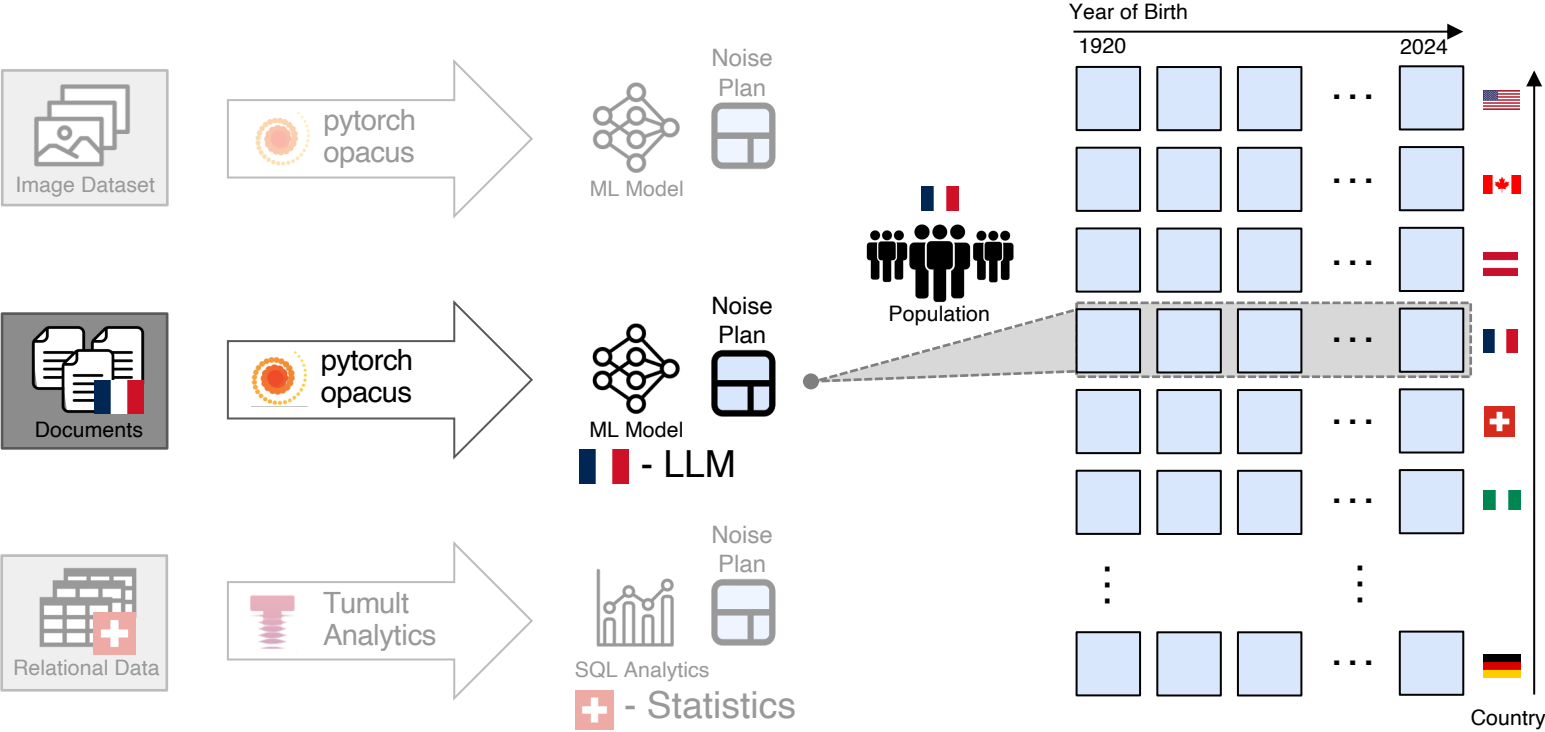 Year of Birth
1920
2024
Noise
Plan
pytorch
opacus
Image Dataset
ML Model
Population
Noise
Plan
pytorch
opacus
Documents
ML Model
- LLM
Noise
Plan
Tumult
Analytics
Relational Data
SQL Analytics
- Statistics
Country